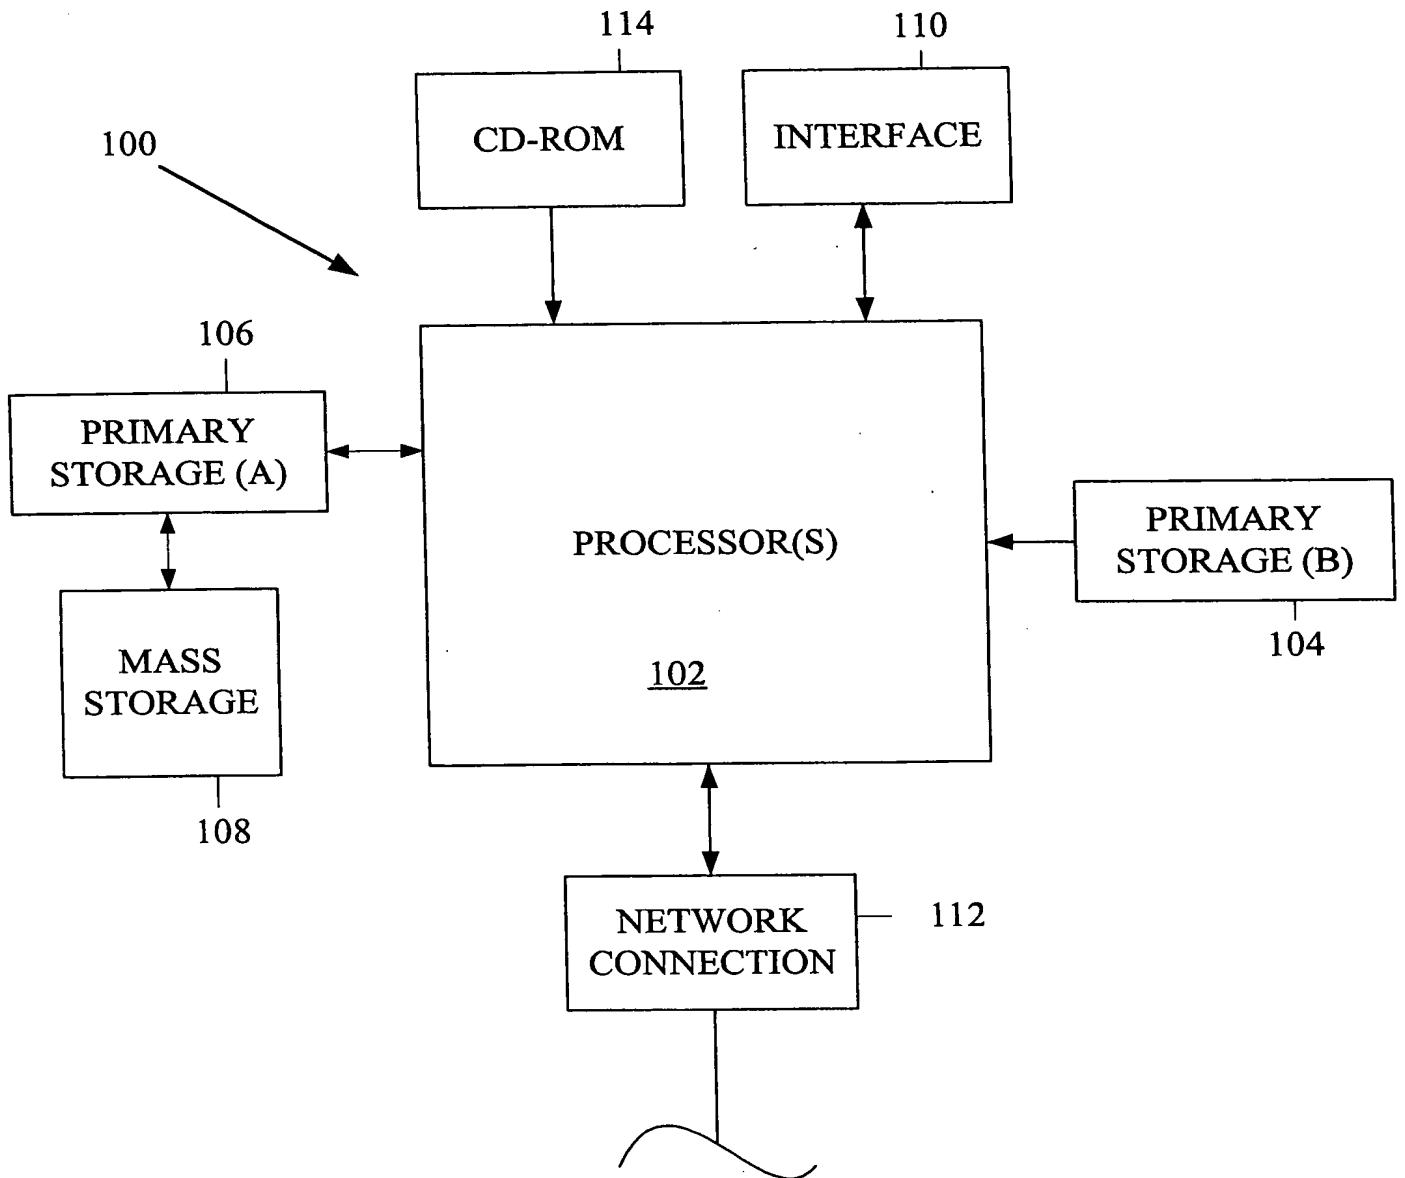 114
110
CD-ROM
INTERFACE
100
106
PRIMARY
STORAGE (A)
PROCESSOR(S)
102
PRIMARY
STORAGE (B)
104
MASS
STORAGE
108
NETWORK
CONNECTION
112